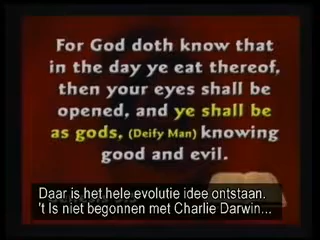 For God doth know that
in the day ye eat thereof,
then your eyes shall be
opened, and ye shall be
as gods, (Deify Man) knowing
good and evil.
Daar is het hele evolutie idee ontstaan.
't Is niet begonnen met Charlie Darwin...